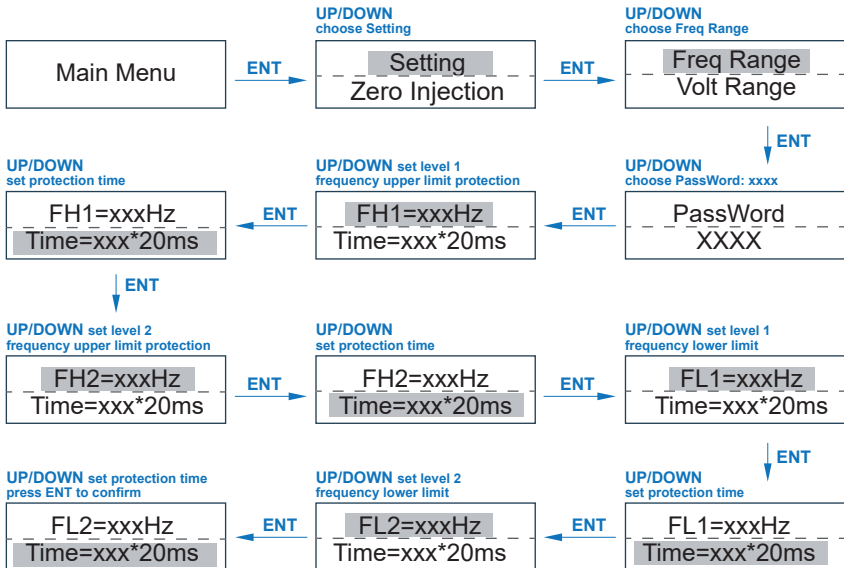 Main Menu
ENT
UP/DOWN
choose Setting
Setting
Zero Injection
ENT
UP/DOWN
choose Freq Range
Freq Range
Volt Range
ENT
UP/DOWN
choose PassWord: xxxx
PassWord
XXXX
ENT
UP/DOWN set level 1
frequency upper limit protection
FH1=xxxHz
Time=xxx*20ms
ENT
UP/DOWN
set protection time
FH1=xxxHz
Time=xxx*20ms
ENT
UP/DOWN set level 2
frequency upper limit protection
FH2=xxxHz
Time=xxx*20ms
ENT
UP/DOWN
set protection time
FH2=xxxHz
Time=xxx*20ms
ENT
UP/DOWN set level 1
frequency lower limit
FL1=xxxHz
Time=xxx*20ms
ENT
UP/DOWN
set protection time
FL1=xxxHz
Time=xxx*20ms
ENT
UP/DOWN set level 2
frequency lower limit
FL2=xxxHz
Time=xxx*20ms
ENT
UP/DOWN set protection time
press ENT to confirm
FL2=xxxHz
Time=xxx*20ms